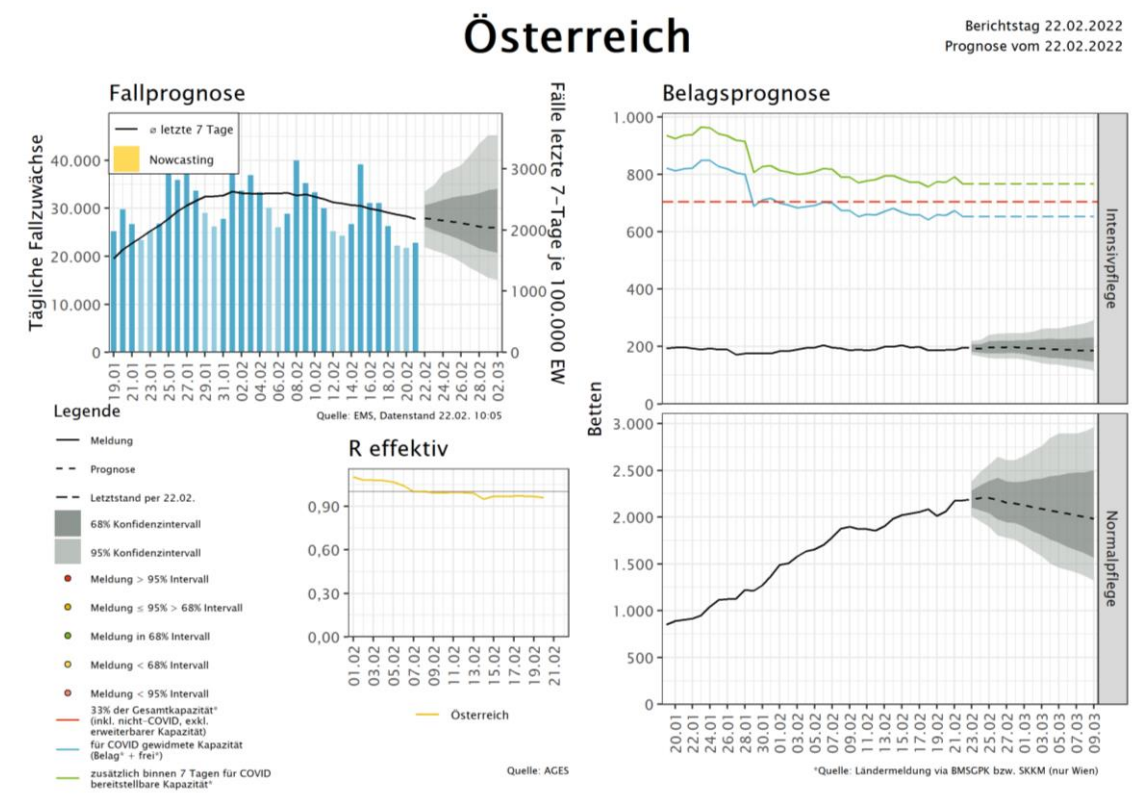 Österreich
Berichtstag 22.02.2022
Prognose vom 22.02.2022
Fallprognose
ø letzte 7 Tage
Nowcasting
Tägliche Fallzuwächse
40.000
30.000
20.000
10.000
0
Fälle letzte 7-Tage je 100.000 EW
3000
2000
1000
0
19.01
21.01
23.01
25.01
27.01
29.01
31.01
02.02
04.02
06.02
08.02
10.02
12.02
14.02
16.02
18.02
20.02
22.02
24.02
26.02
28.02
02.03
Quelle: EMS, Datenstand 22.02. 10:05
Legende
Meldung
Prognose
Letztstand per 22.02.
68% Konfidenzintervall
95% Konfidenzintervall
Meldung > 95% Intervall
Meldung ≤ 95% > 68% Intervall
Meldung in 68% Intervall
Meldung < 68% Intervall
Meldung < 95% Intervall
33% der Gesamtkapazität*
(inkl. nicht-COVID, exkl.
erweiterbarer Kapazität)
für COVID gewidmete Kapazität
(Belag* + frei*)
zusätzlich binnen 7 Tagen für COVID
bereitstellbare Kapazität*
R effektiv
0,90
0,60
0,30
0,00
01.02
03.02
05.02
07.02
09.02
11.02
13.02
15.02
17.02
19.02
21.02
Österreich
Quelle: AGES
Belagsprognose
Betten
1.000
800
600
400
200
0
Intensivpflege
3.000
2.500
2.000
1.500
1.000
500
0
Normalpflege
20.01
22.01
24.01
26.01
28.01
30.01
01.02
03.02
05.02
07.02
09.02
11.02
13.02
15.02
17.02
19.02
21.02
23.02
25.02
27.02
01.03
03.03
05.03
07.03
09.03
*Quelle: Ländermeldung via BMSGPK bzw. SKKM (nur Wien)